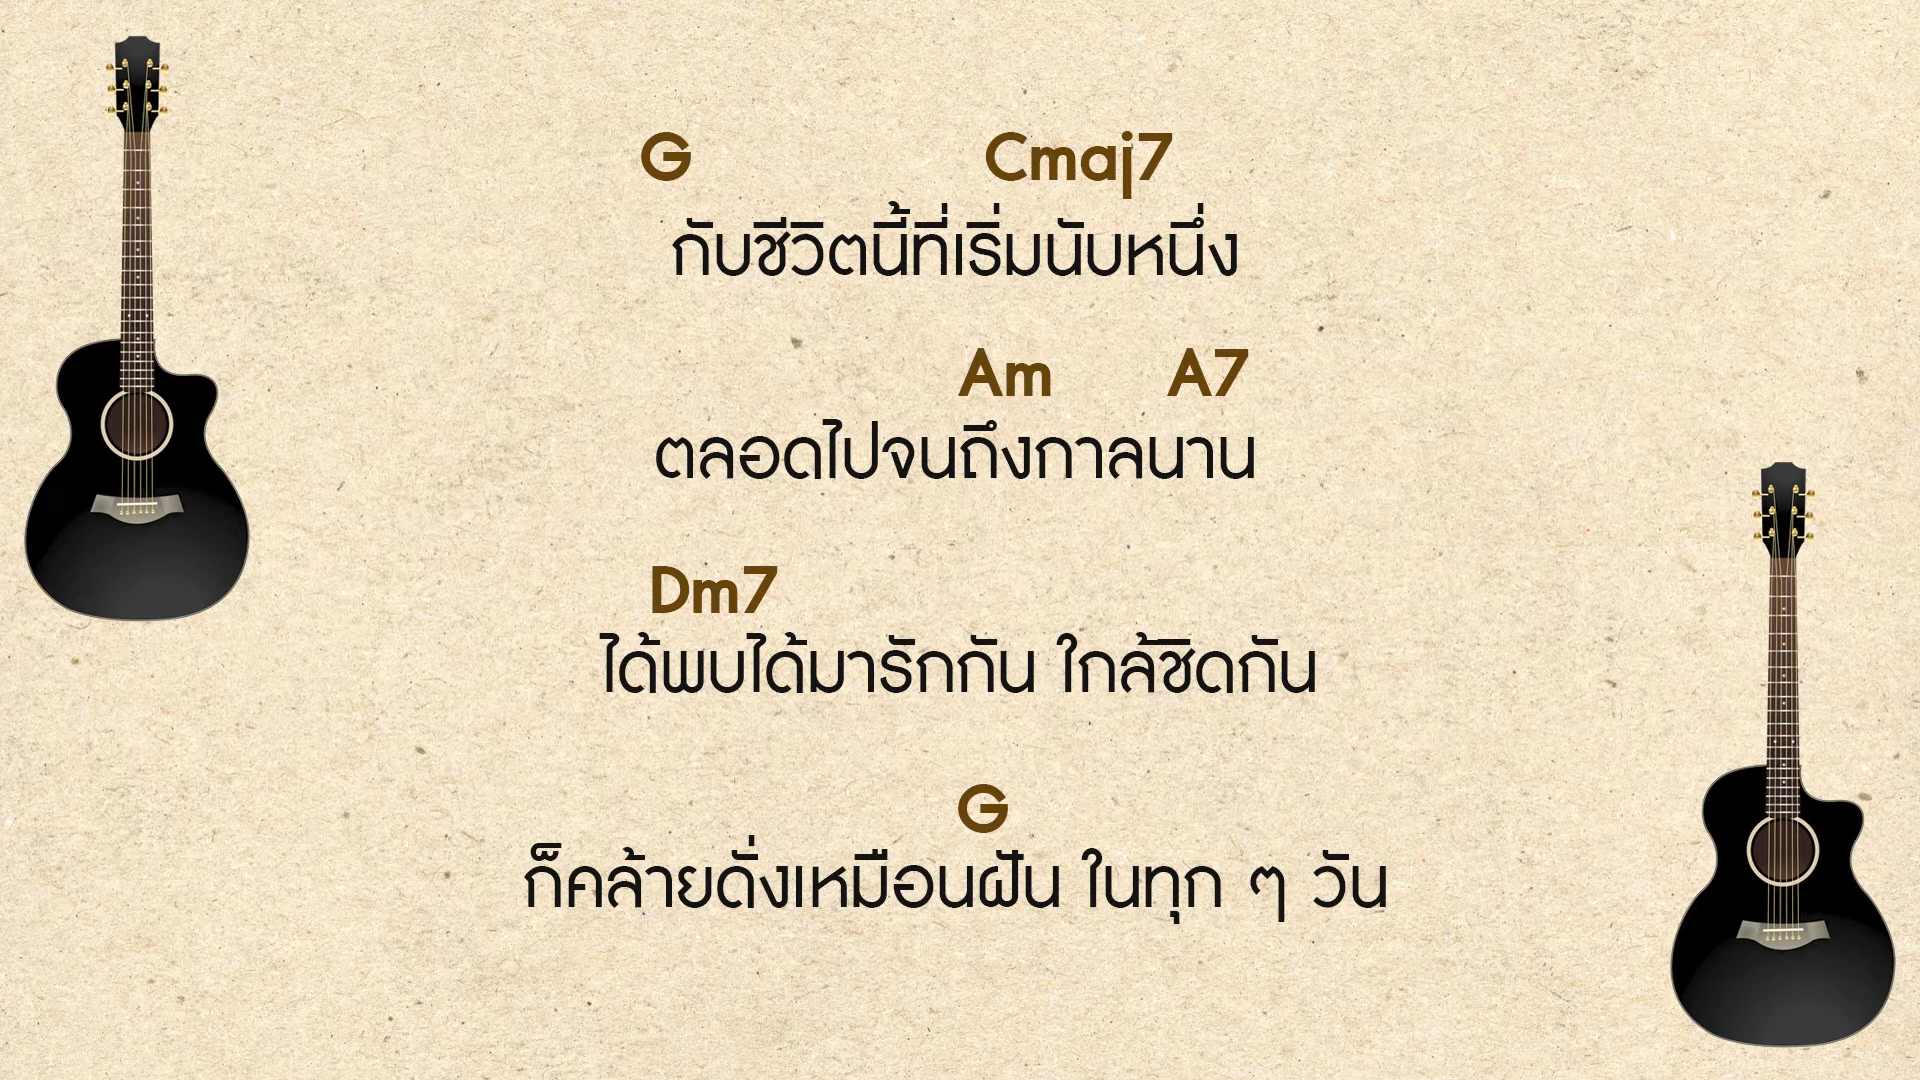 G Cmaj7
กับชีวิตนี้ที่เริ่มนับหนึ่ง
Am A7
ตลอดไปจนถึงกาลนาน
Dm7
ได้พบได้มารักกัน ใกล้ชิดกัน
G
ก็คล้ายดั่งเหมือนฝัน ในทุก ๆ วัน